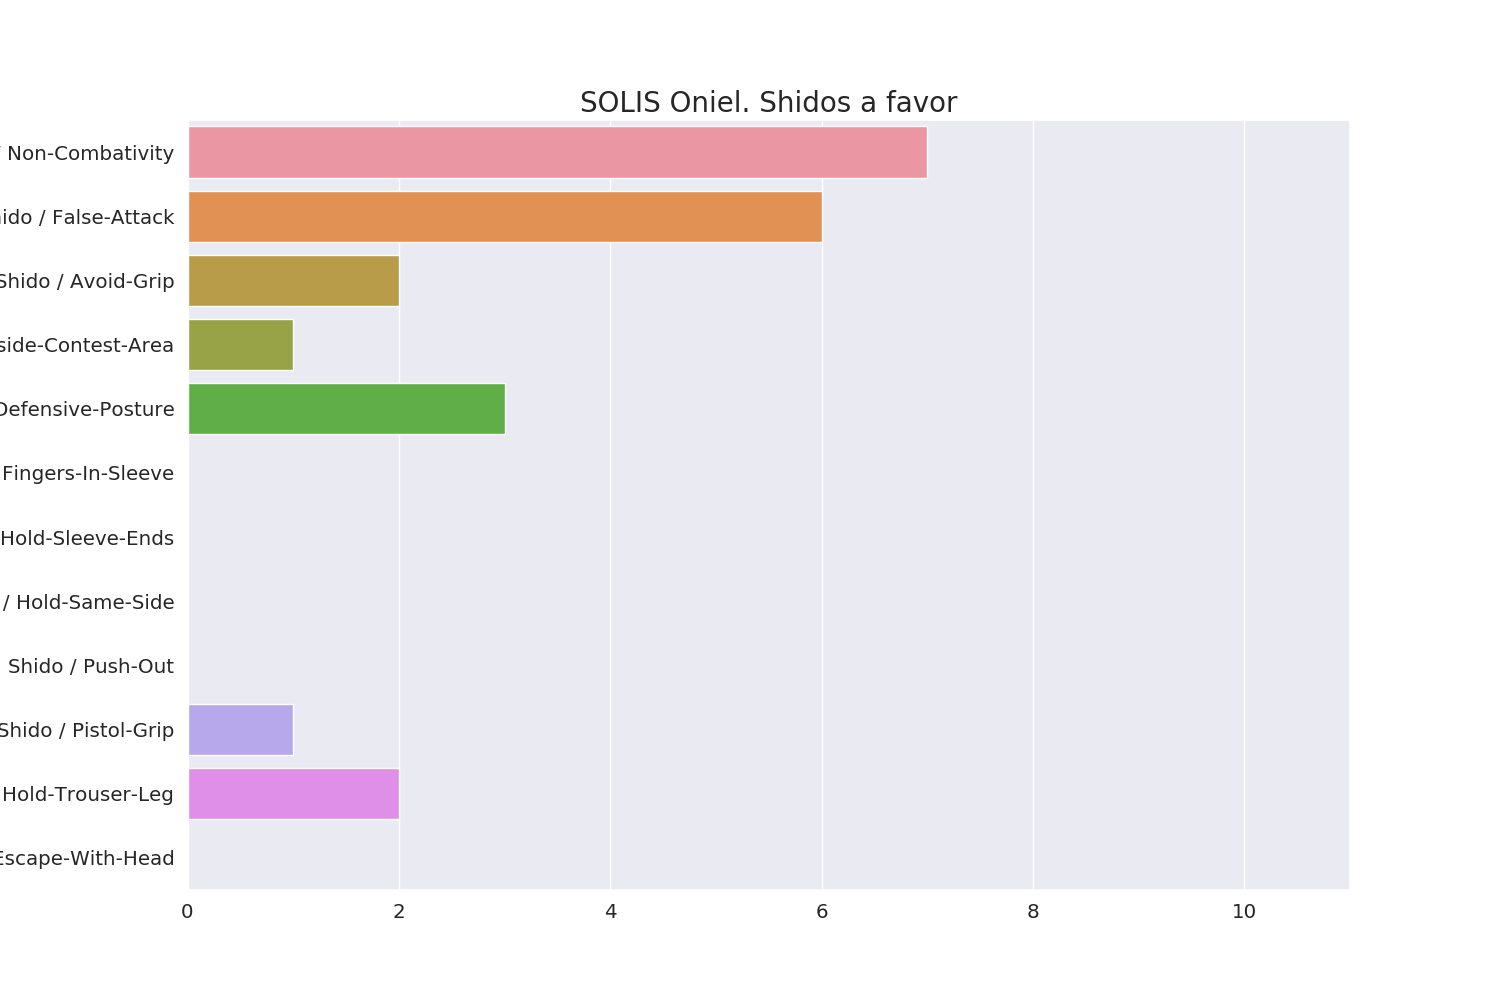 SOLIS Oniel. Shidos a favor
/ Non-Combativity
ido / False-Attack
Shido / Avoid-Grip
side-Contest-Area
Defensive-Posture
Fingers-In-Sleeve
Hold-Sleeve-Ends
/ Hold-Same-Side
Shido / Push-Out
Shido / Pistol-Grip
Hold-Trouser-Leg
Escape-With-Head
0 2 4 6 8 10